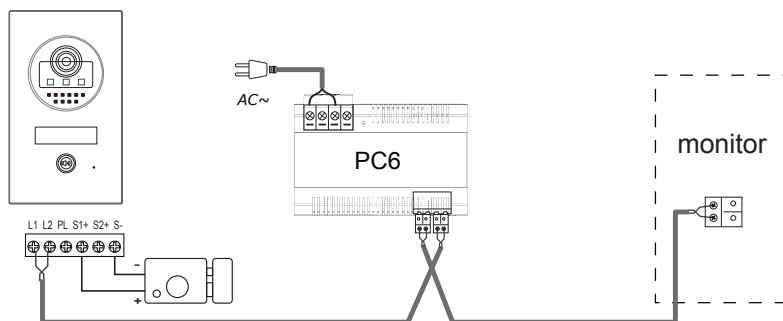 AC~
PC6
monitor
L1 L2 PL S1+ S2+ S-
-
+